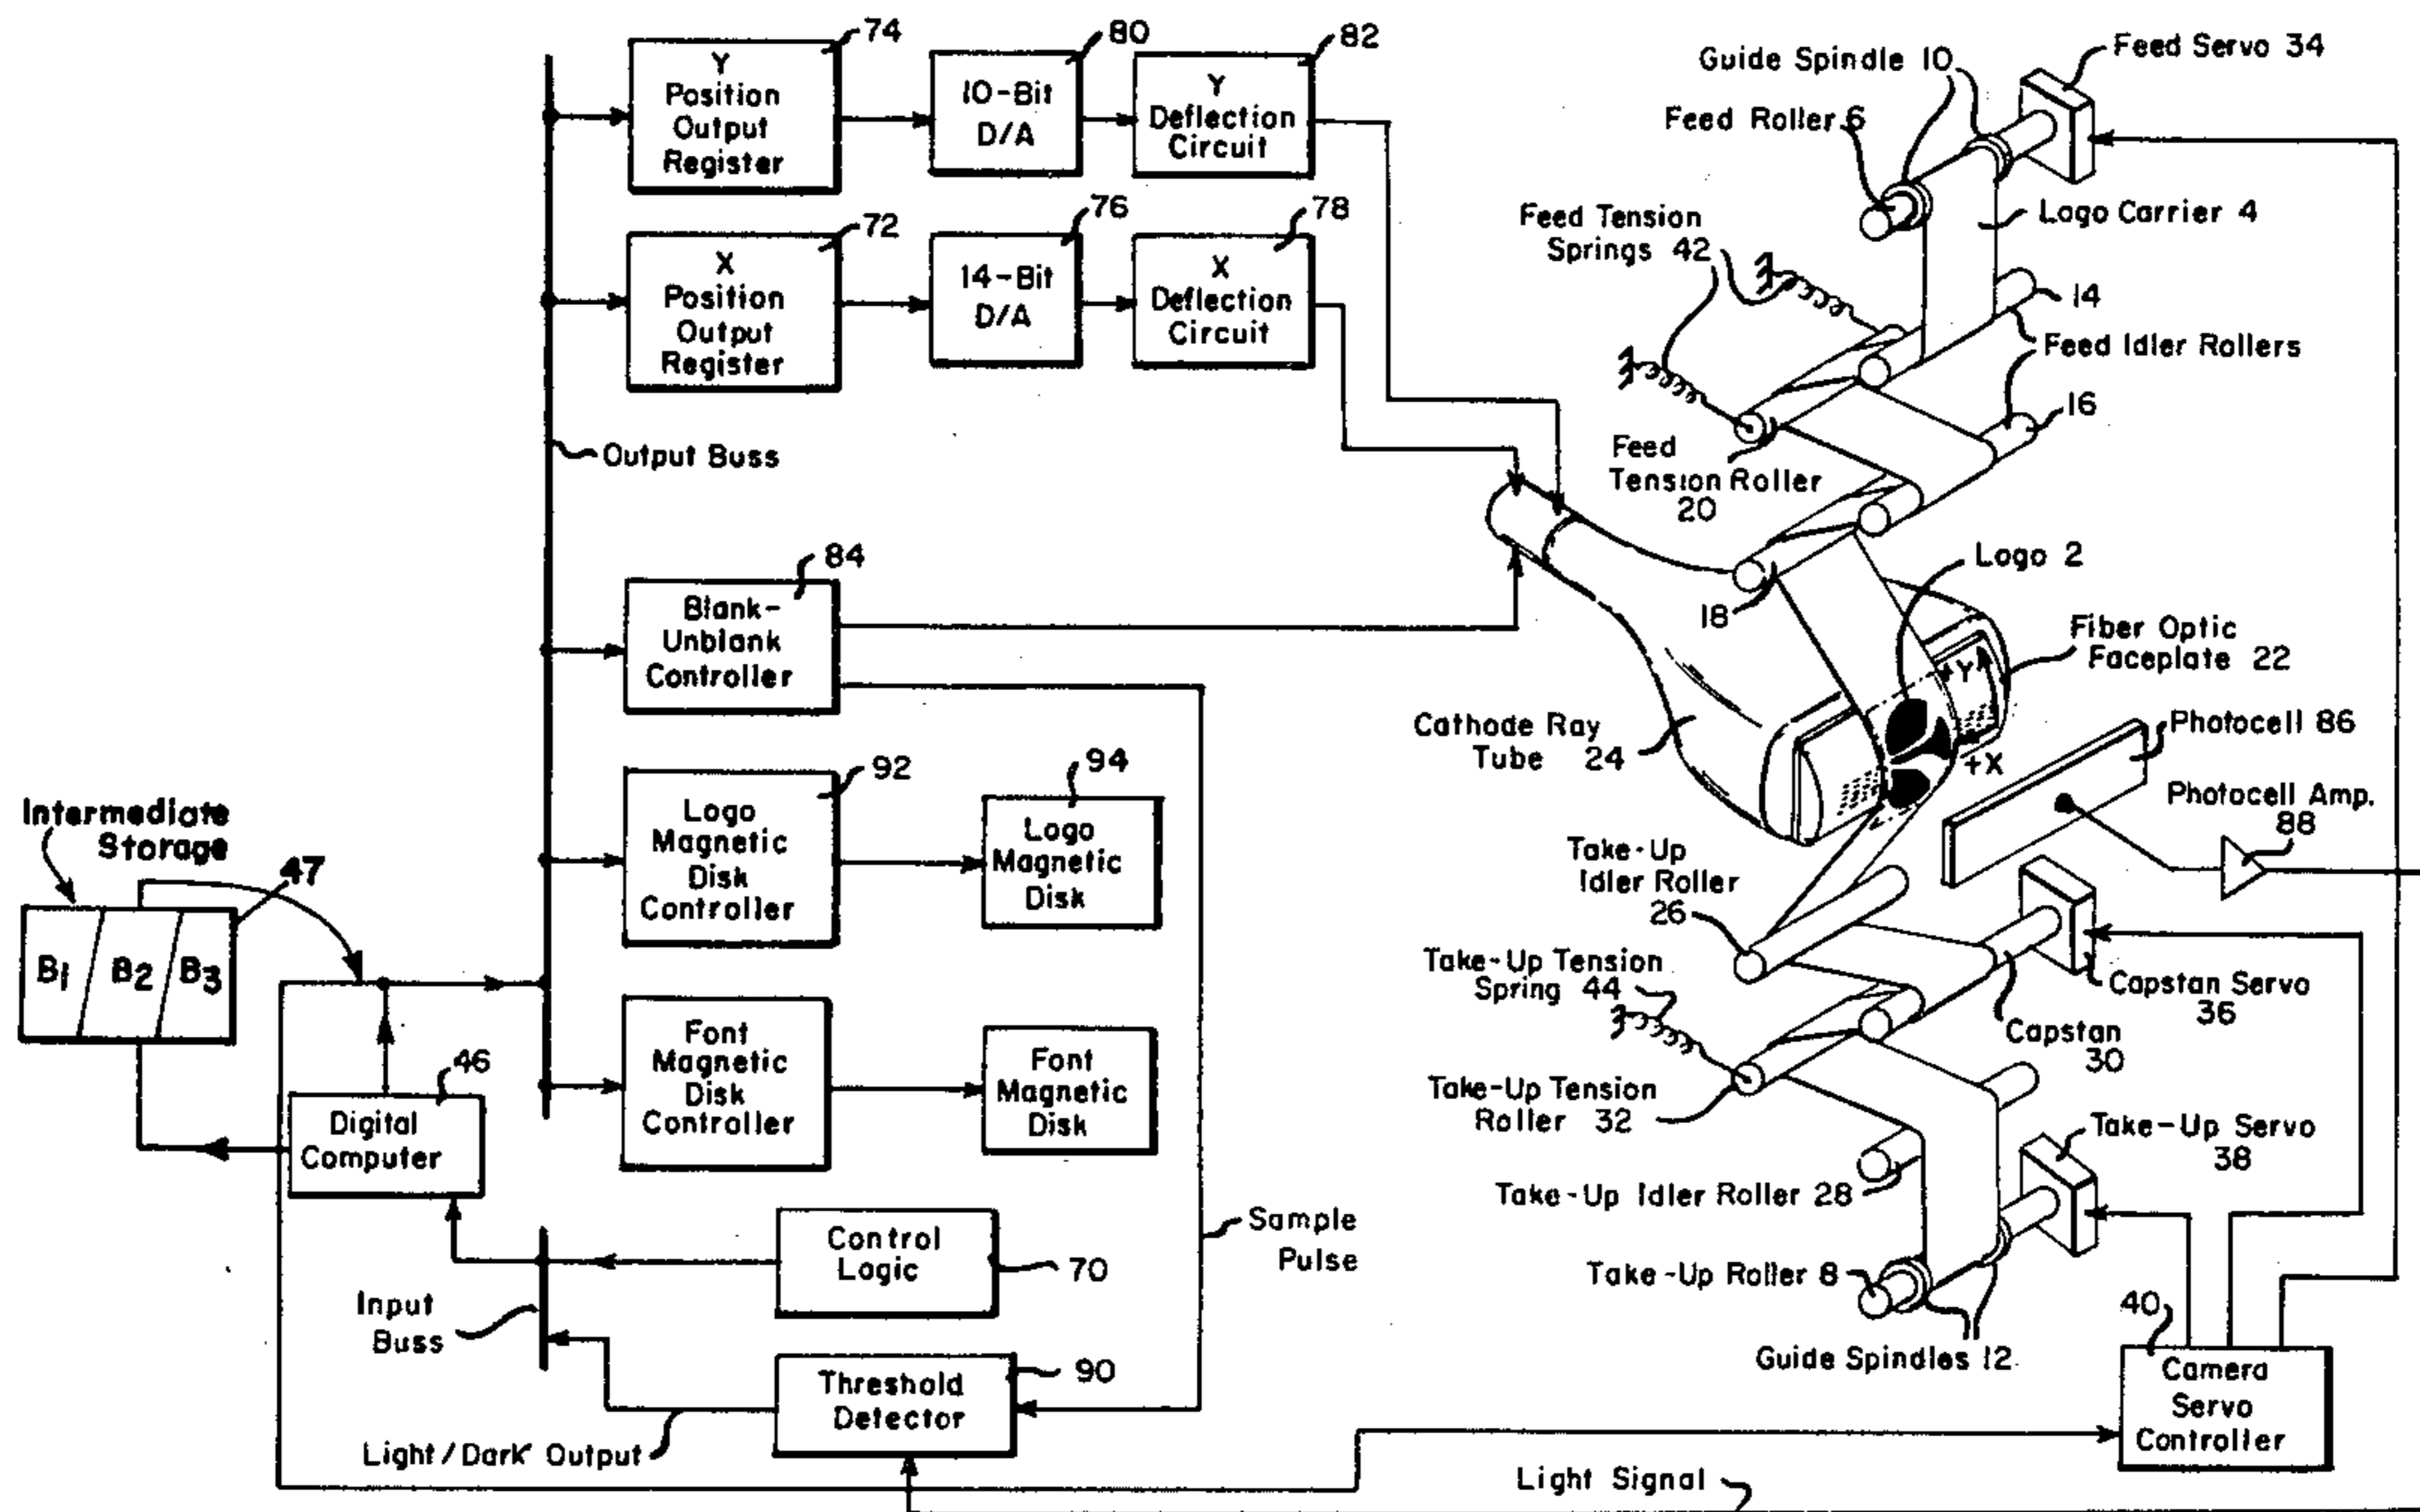 74
Y
Position
Output
Register
80
10-Bit
D/A
82
Y
Deflection
Circuit
72
X
Position
Output
Register
76
14-Bit
D/A
78
X
Deflection
Circuit
Output Buss
84
Blank-
Unblank
Controller
92
Logo
Magnetic
Disk
Controller
94
Logo
Magnetic
Disk
Font
Magnetic
Disk
Controller
Font
Magnetic
Disk
Intermediate
Storage
47
B1
B2
B3
46
Digital
Computer
Control
Logic
70
Input
Buss
90
Threshold
Detector
Light/Dark Output
Sample
Pulse
Guide Spindle 10
Feed Servo 34
Feed Roller 6
Logo Carrier 4
Feed Tension
Springs 42
14
Feed Idler Rollers
16
Feed
Tension Roller
20
18
Logo 2
Fiber Optic
Faceplate 22
+Y
+X
Cathode Ray
Tube 24
Photocell 86
Photocell Amp.
88
Take-Up
Idler Roller
26
Take-Up Tension
Spring 44
Capstan Servo
36
Capstan
30
Take-Up Tension
Roller 32
Take-Up Servo
38
Take-Up Idler Roller 28
Take-Up Roller 8
Guide Spindles 12
40
Camera
Servo
Controller
Light Signal